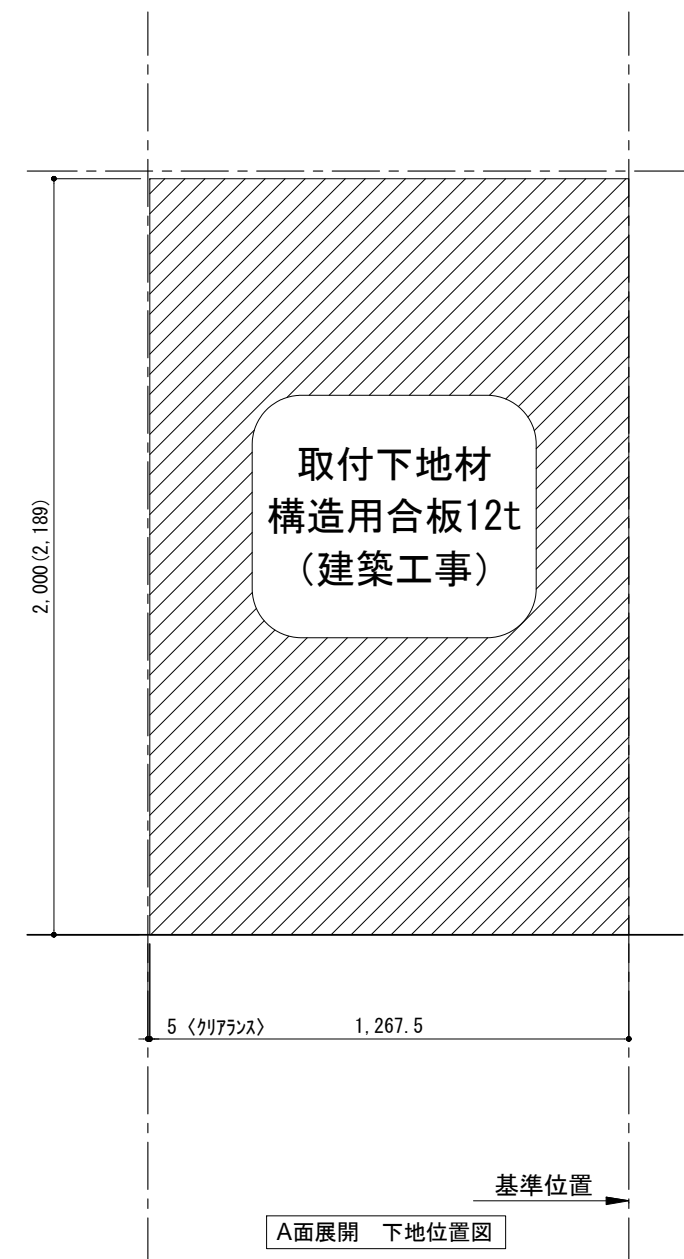 取付下地材
構造用合板12t
（建築工事）
2,000(2,189)
5 〈ｸﾘｱﾗﾝｽ〉 1,267.5
基準位置
A面展開　下地位置図